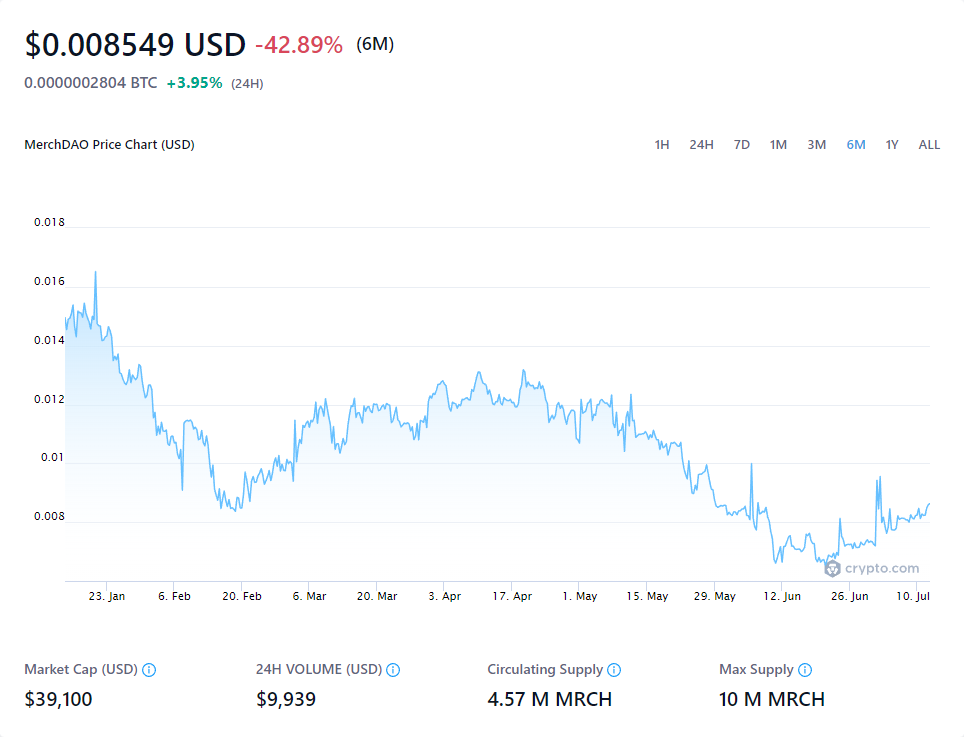 $0.008549 USD -42.89% (6M)
0.0000002804 BTC +3.95% (24H)
MerchDAO Price Chart (USD) 1H 24H 7D 1M 3M 6M 1Y ALL
0.018
0.016
0.014
0.012
0.01
0.008
crypto.com
23. Jan 6. Feb 20. Feb 6. Mar 20. Mar 3. Apr 17. Apr 1. May 15. May 29. May 12. Jun 26. Jun 10. Jul
Market Cap (USD) 24H VOLUME (USD) Circulating Supply Max Supply
$39,100 $9,939 4.57 M MRCH 10 M MRCH